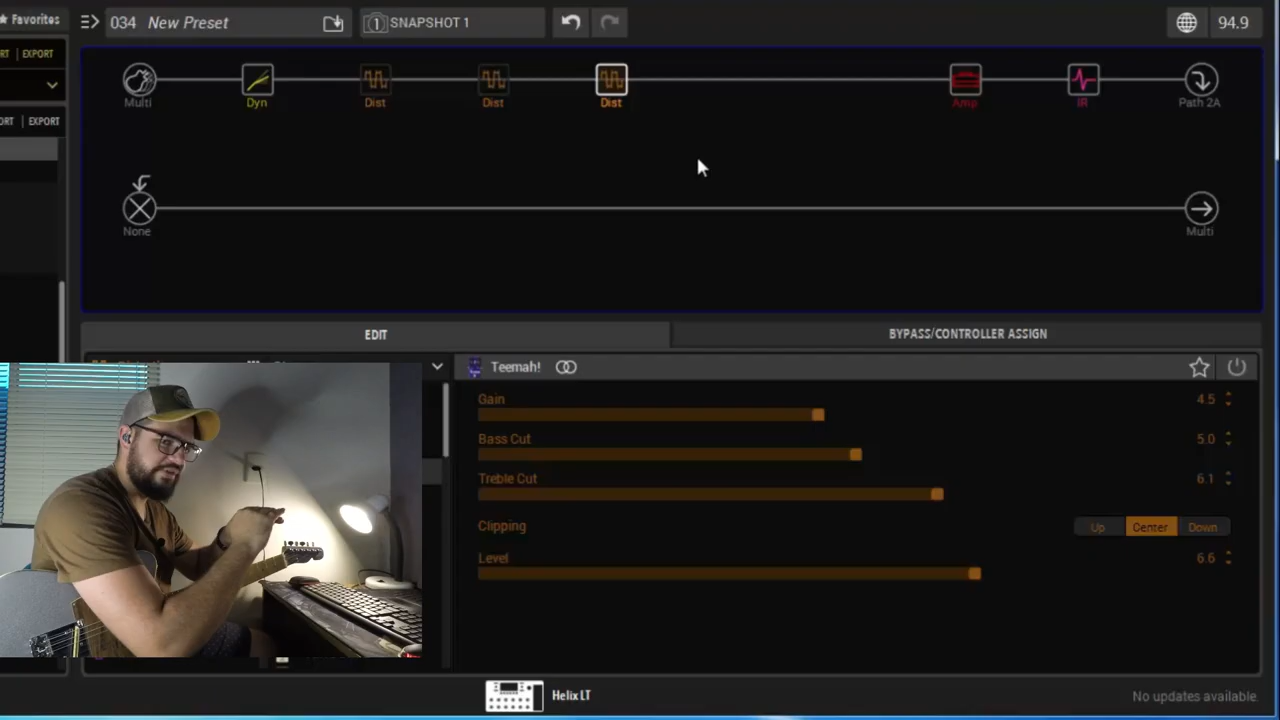 ★ Favorites
034 New Preset
1 SNAPSHOT 1
94.9
RT | EXPORT
ORT | EXPORT
Multi
Dyn
Dist
Dist
Dist
Amp
IR
Path 2A
None
Multi
EDIT
BYPASS/CONTROLLER ASSIGN
Teemah!
Gain 4.5
Bass Cut 5.0
Treble Cut 6.1
Clipping Up Center Down
Level 6.6
Helix LT
No updates available.